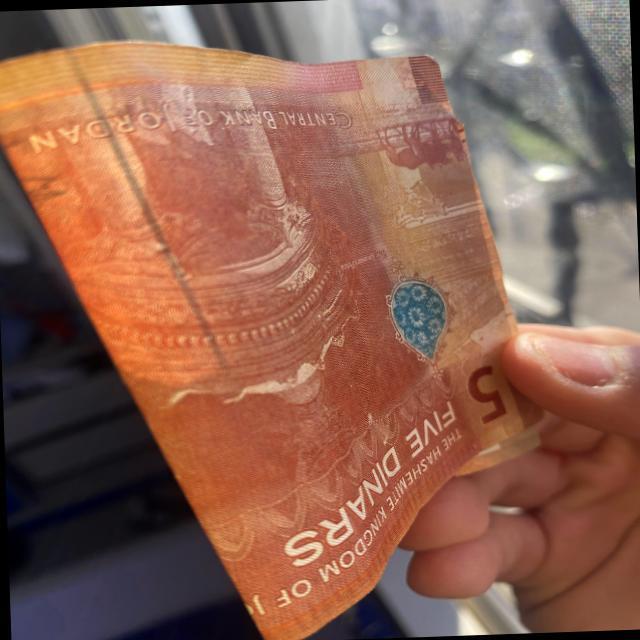 CENTRAL BANK OF JORDAN
5
FIVE DINARS
THE HASHEMITE KINGDOM OF